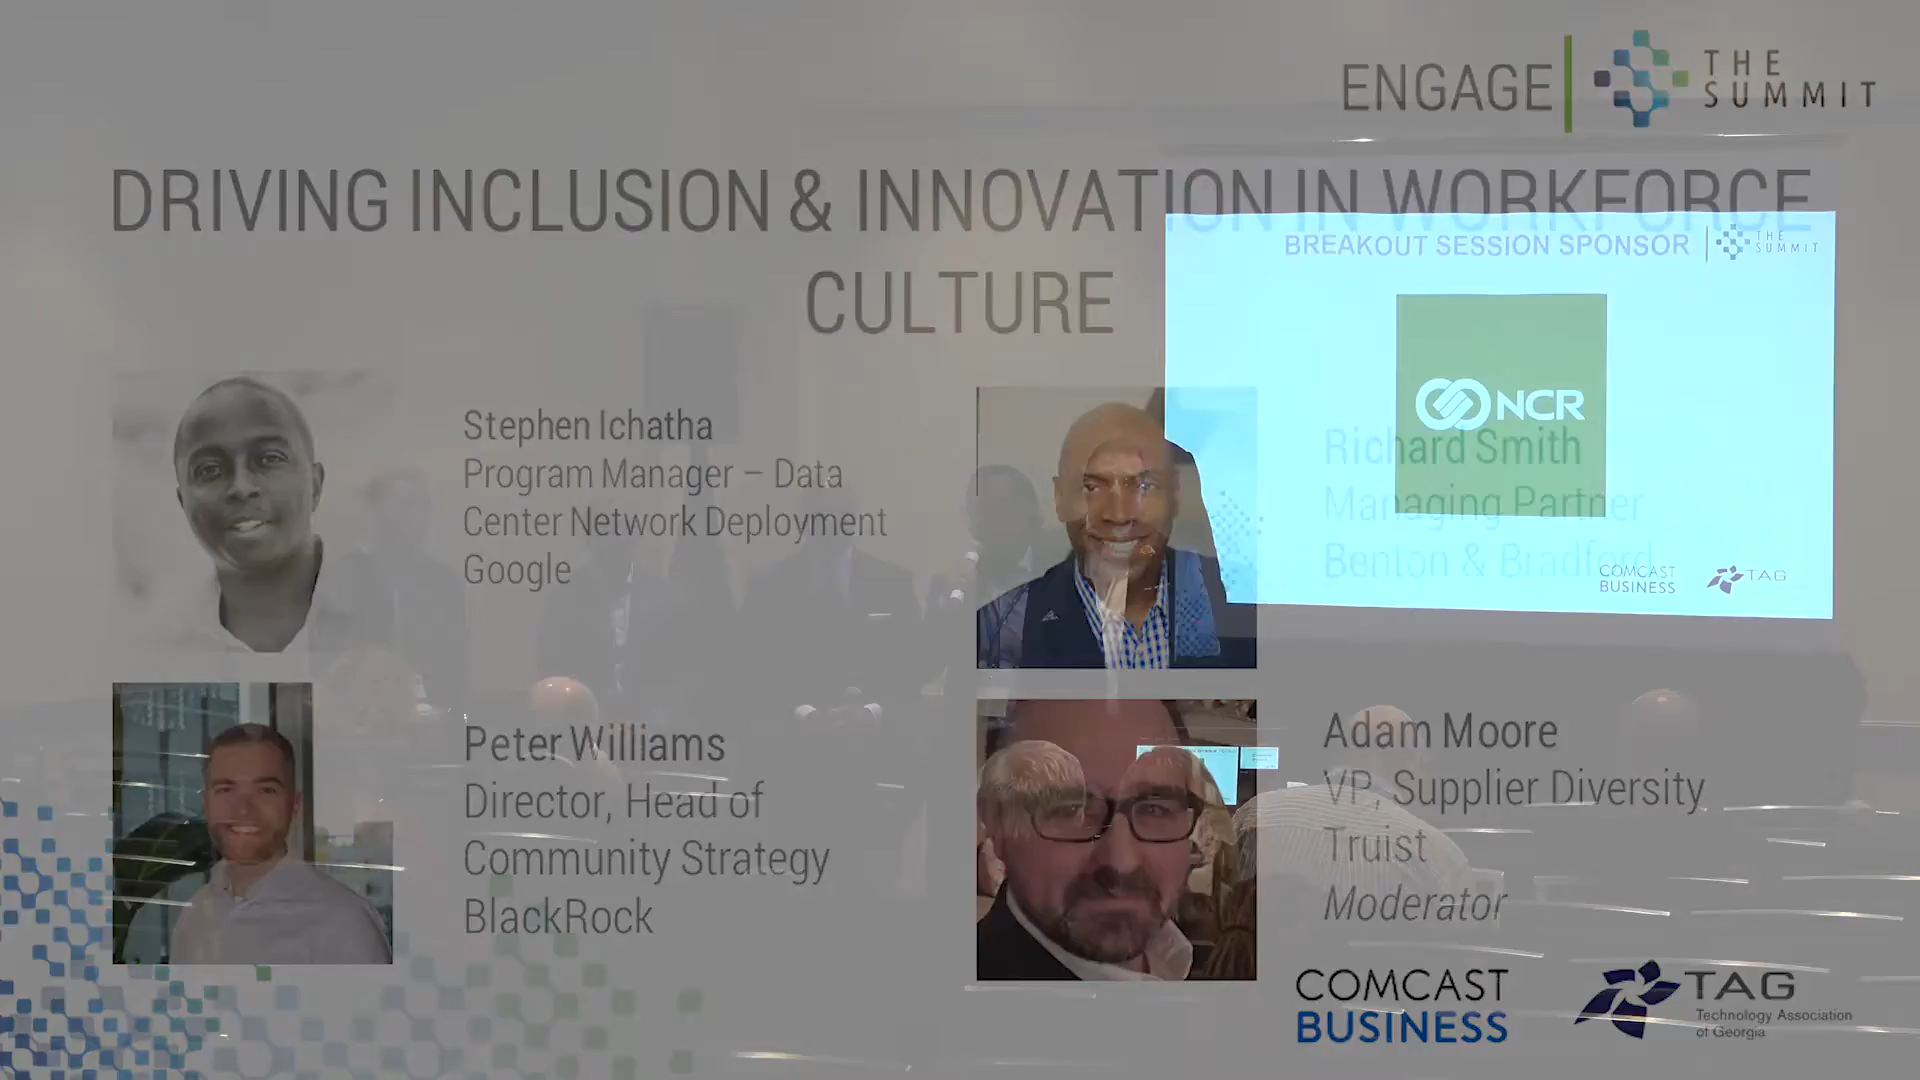 ENGAGE
THE
SUMMIT
DRIVING INCLUSION & INNOVATION IN WORKFORCE
CULTURE
BREAKOUT SESSION SPONSOR
THE
SUMMIT
NCR
Stephen Ichatha
Program Manager – Data
Center Network Deployment
Google
Richard Smith
Managing Partner
Benton & Bradford
COMCAST
BUSINESS
TAG
Peter Williams
Director, Head of
Community Strategy
BlackRock
Adam Moore
VP, Supplier Diversity
Truist
Moderator
COMCAST
BUSINESS
TAG
Technology Association
of Georgia